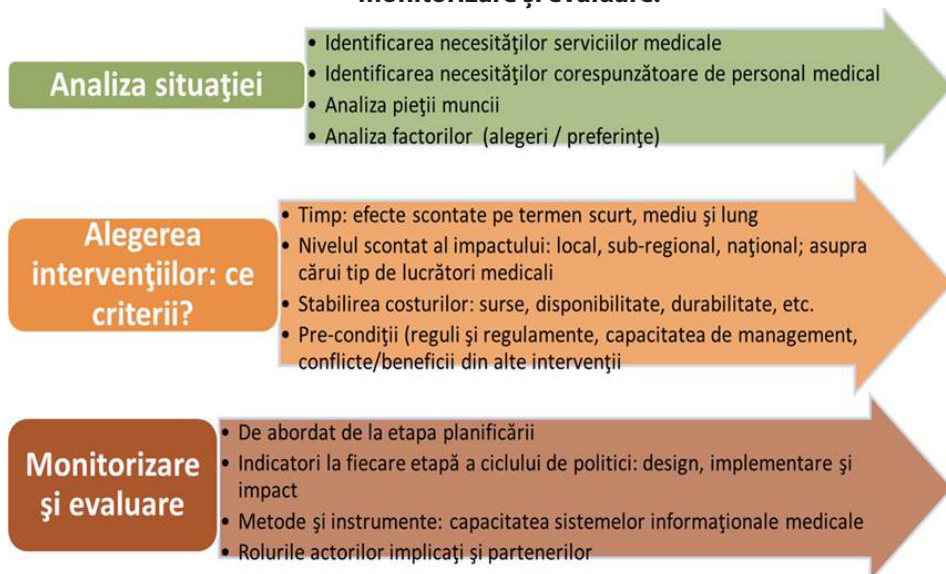 monitorizare și evaluare.
Analiza situaţiei
• Identificarea necesităţilor serviciilor medicale
• Identificarea necesităţilor corespunzătoare de personal medical
• Analiza pieţii muncii
• Analiza factorilor (alegeri / preferinţe)
Alegerea
intervenţiilor: ce
criterii?
• Timp: efecte scontate pe termen scurt, mediu şi lung
• Nivelul scontat al impactului: local, sub-regional, naţional; asupra
cărui tip de lucrători medicali
• Stabilirea costurilor: surse, disponibilitate, durabilitate, etc.
• Pre-condiţii (reguli şi regulamente, capacitatea de management,
conflicte/beneficii din alte intervenţii
Monitorizare
şi evaluare
• De abordat de la etapa planificării
• Indicatori la fiecare etapă a ciclului de politici: design, implementare şi
impact
• Metode şi instrumente: capacitatea sistemelor informaţionale medicale
• Rolurile actorilor implicaţi şi partenerilor